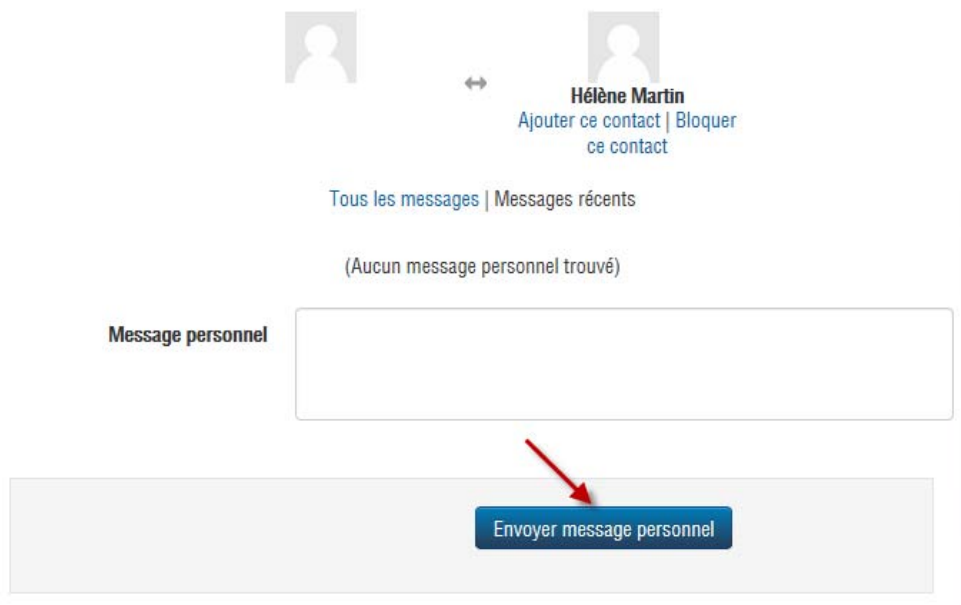 Hélène Martin
Ajouter ce contact | Bloquer
ce contact
Tous les messages | Messages récents
(Aucun message personnel trouvé)
Message personnel
Envoyer message personnel